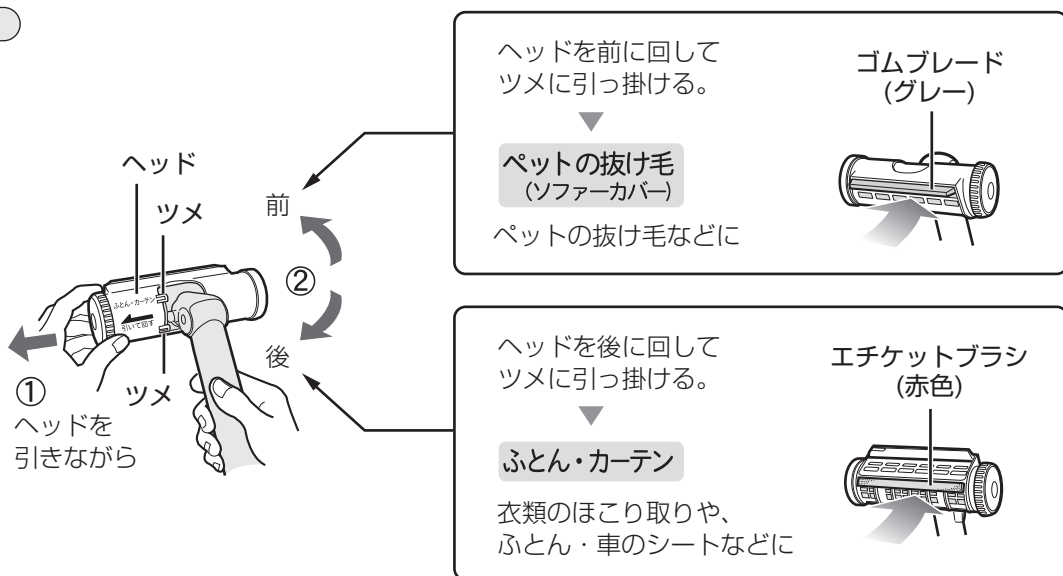 ヘッド
ツメ
ふとん・カーテン
引いて回す
ツメ
①
ヘッドを
引きながら
②
前
後
ヘッドを前に回して
ツメに引っ掛ける。
ペットの抜け毛
(ソファーカバー)
ペットの抜け毛などに
ゴムブレード
(グレー)
ヘッドを後に回して
ツメに引っ掛ける。
ふとん・カーテン
衣類のほこり取りや、
ふとん・車のシートなどに
エチケットブラシ
(赤色)